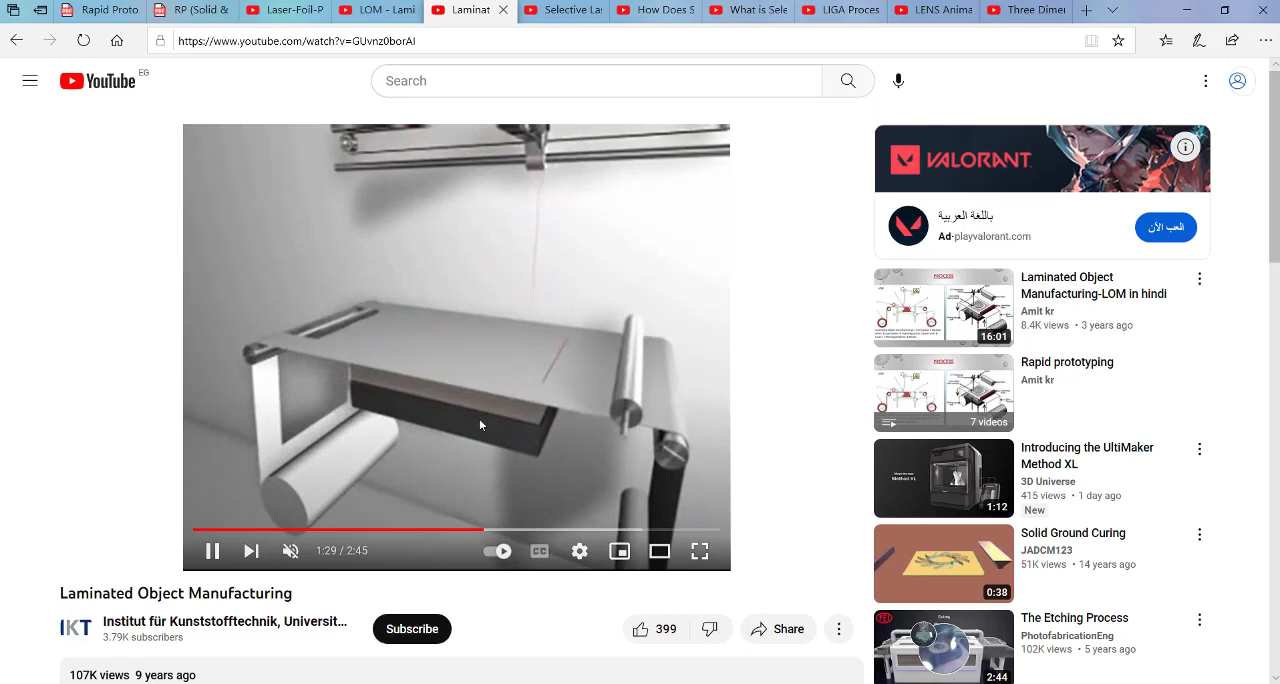 Rapid Proto
RP (Solid &
Laser-Foil-P
LOM - Lami
Laminat
Selective La
How Does S
What is Sele
LIGA Proces
LENS Anima
Three Dimer
https://www.youtube.com/watch?v=GUvnz0borAI
YouTube EG
Search
VALORANT
باللغة العربية
Ad·playvalorant.com
العب الآن
PROCESS
16:01
Laminated Object
Manufacturing-LOM in hindi
Amit kr
8.4K views • 3 years ago
PROCESS
7 videos
Rapid prototyping
Amit kr
1:12
Introducing the UltiMaker
Method XL
3D Universe
415 views • 1 day ago
New
0:38
Solid Ground Curing
JADCM123
51K views • 14 years ago
Etching
2:44
The Etching Process
PhotofabricationEng
102K views • 5 years ago
1:29 / 2:45
CC
Laminated Object Manufacturing
IKT
Institut für Kunststofftechnik, Universit...
3.79K subscribers
Subscribe
399
Share
107K views 9 years ago